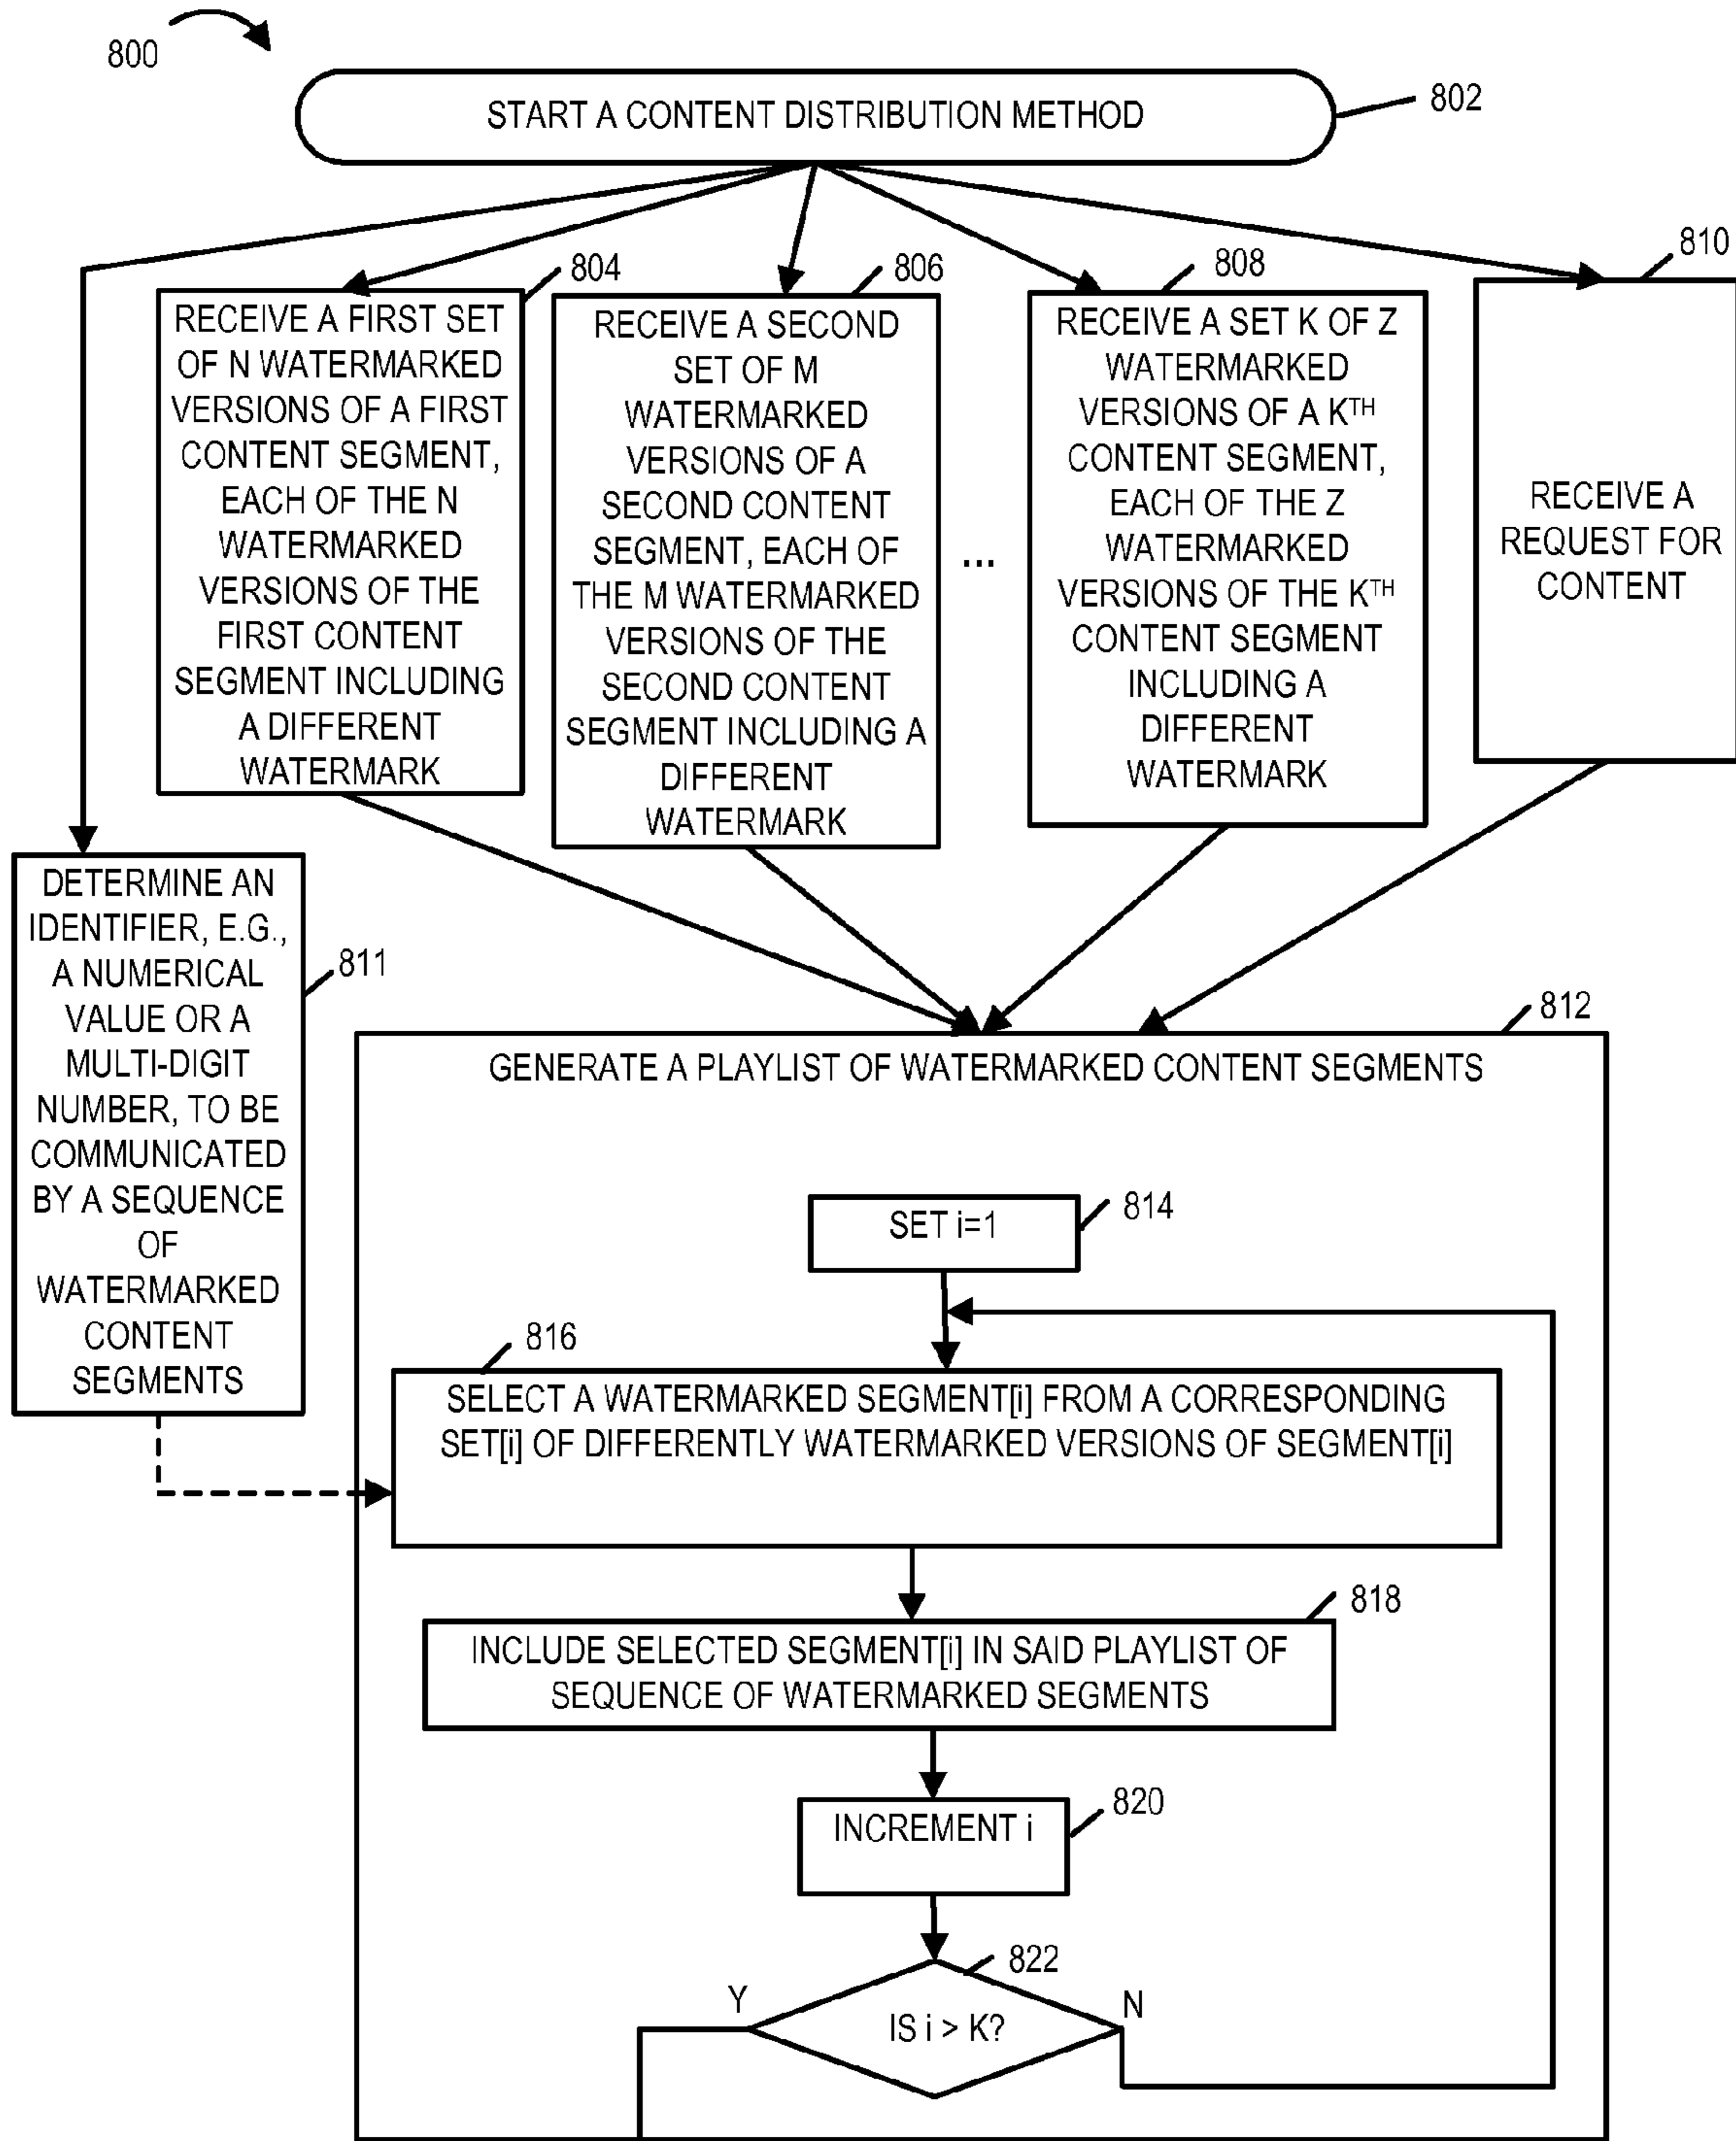 800
START A CONTENT DISTRIBUTION METHOD
802
804
RECEIVE A FIRST SET
OF N WATERMARKED
VERSIONS OF A FIRST
CONTENT SEGMENT,
EACH OF THE N
WATERMARKED
VERSIONS OF THE
FIRST CONTENT
SEGMENT INCLUDING
A DIFFERENT
WATERMARK
806
RECEIVE A SECOND
SET OF M
WATERMARKED
VERSIONS OF A
SECOND CONTENT
SEGMENT, EACH OF
THE M WATERMARKED
VERSIONS OF THE
SECOND CONTENT
SEGMENT INCLUDING A
DIFFERENT
WATERMARK
...
808
RECEIVE A SET K OF Z
WATERMARKED
VERSIONS OF A KTH
CONTENT SEGMENT,
EACH OF THE Z
WATERMARKED
VERSIONS OF THE KTH
CONTENT SEGMENT
INCLUDING A
DIFFERENT
WATERMARK
810
RECEIVE A
REQUEST FOR
CONTENT
DETERMINE AN
IDENTIFIER, E.G.,
A NUMERICAL
VALUE OR A
MULTI-DIGIT
NUMBER, TO BE
COMMUNICATED
BY A SEQUENCE
OF
WATERMARKED
CONTENT
SEGMENTS
811
812
GENERATE A PLAYLIST OF WATERMARKED CONTENT SEGMENTS
SET i=1
814
816
SELECT A WATERMARKED SEGMENT[i] FROM A CORRESPONDING
SET[i] OF DIFFERENTLY WATERMARKED VERSIONS OF SEGMENT[i]
818
INCLUDE SELECTED SEGMENT[i] IN SAID PLAYLIST OF
SEQUENCE OF WATERMARKED SEGMENTS
INCREMENT i
820
822
Y
IS i > K?
N